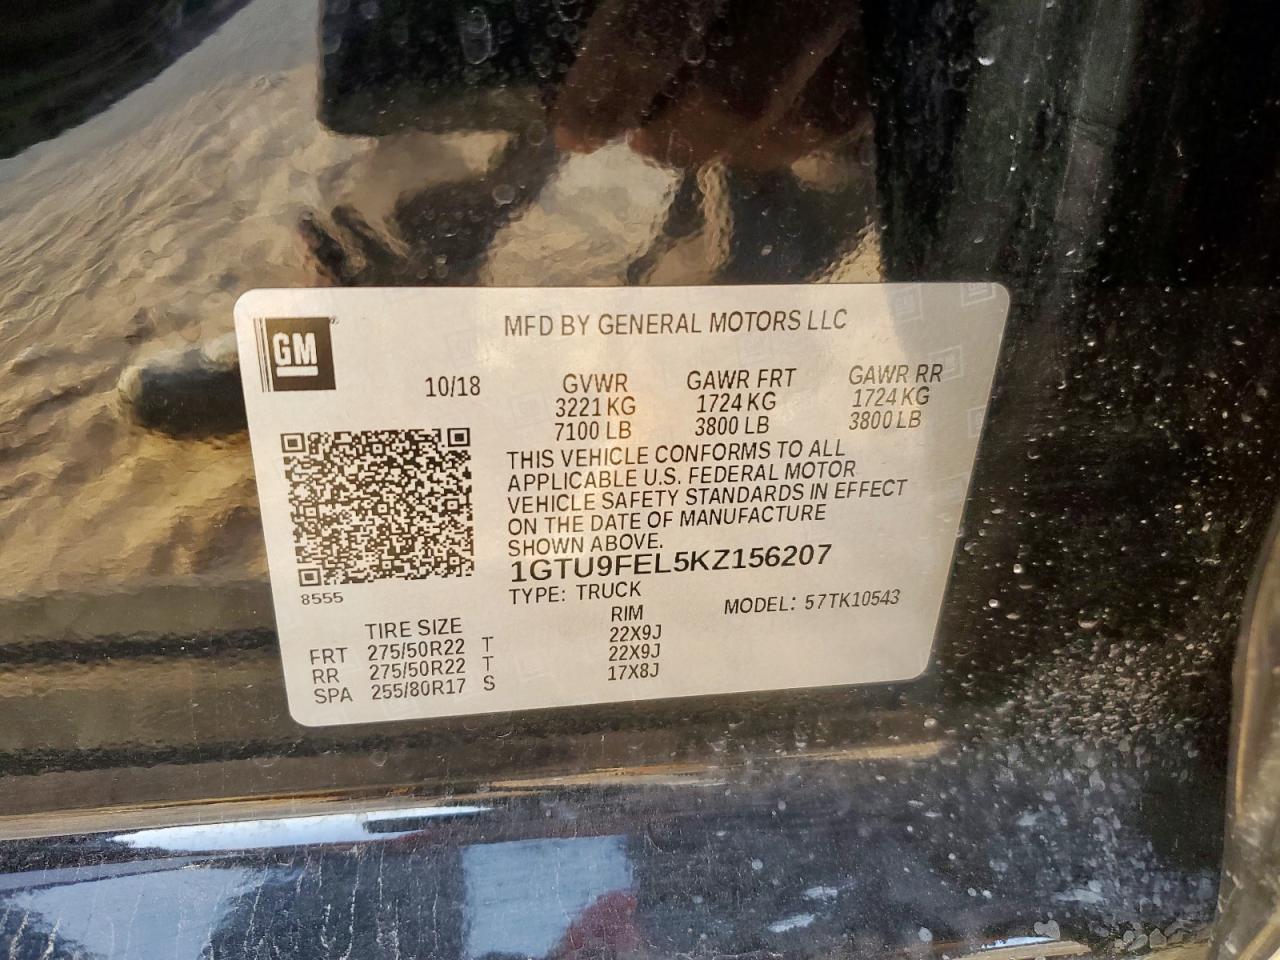 GM
MFD BY GENERAL MOTORS LLC
10/18 GVWR GAWR FRT GAWR RR
3221 KG 1724 KG 1724 KG
7100 LB 3800 LB 3800 LB
THIS VEHICLE CONFORMS TO ALL
APPLICABLE U.S. FEDERAL MOTOR
VEHICLE SAFETY STANDARDS IN EFFECT
ON THE DATE OF MANUFACTURE
SHOWN ABOVE.
1GTU9FEL5KZ156207
8555
TYPE: TRUCK MODEL: 57TK10543
TIRE SIZE RIM
FRT 275/50R22 T 22X9J
RR 275/50R22 T 22X9J
SPA 255/80R17 S 17X8J